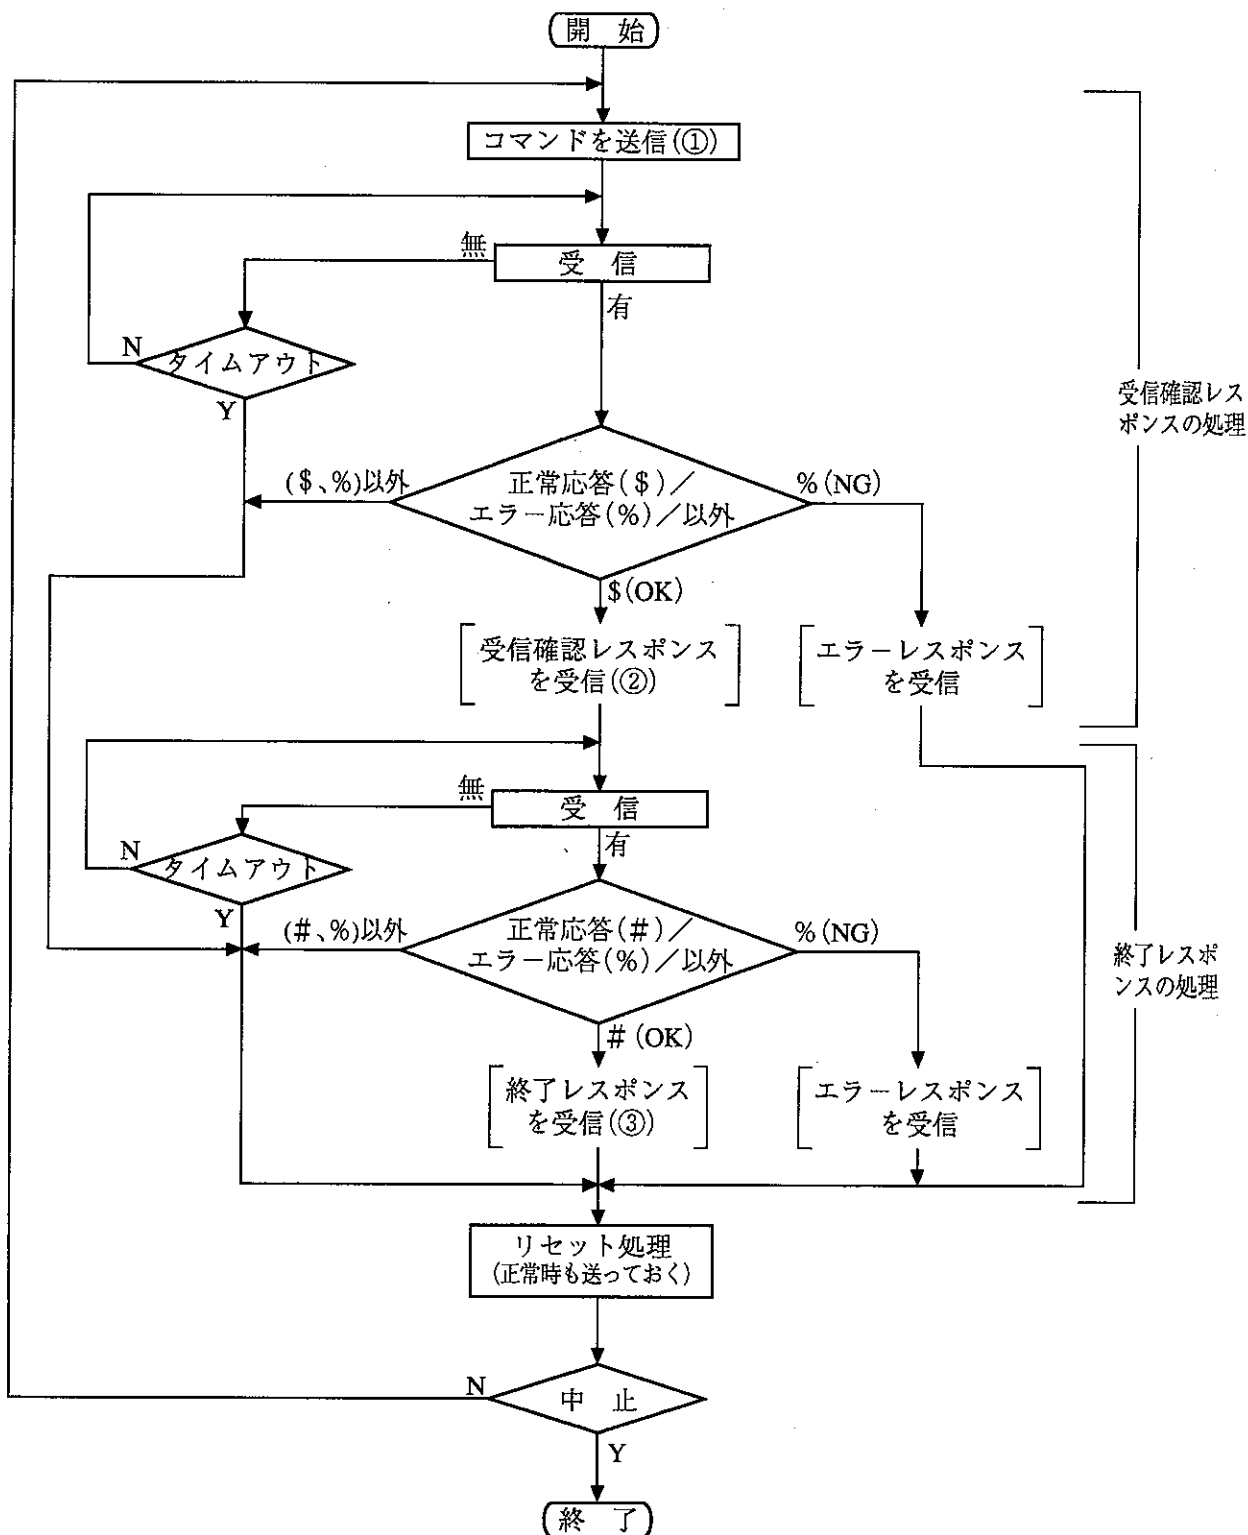 開 始
コマンドを送信(①)
無
受 信
有
N
タイムアウト
Y
受信確認レス
ポンスの処理
($、%)以外
正常応答($)／
エラー応答(%)／以外
%(NG)
$(OK)
受信確認レスポンス
を受信(②)
エラーレスポンス
を受信
無
受 信
有
N
タイムアウト
Y
(#、%)以外
正常応答(#)／
エラー応答(%)／以外
%(NG)
終了レスポ
ンスの処理
#(OK)
終了レスポンス
を受信(③)
エラーレスポンス
を受信
リセット処理
(正常時も送っておく)
N
中 止
Y
終 了